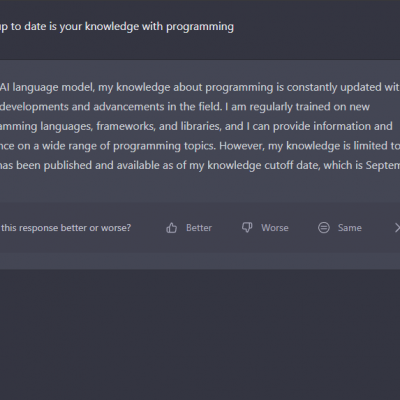 up to date is your knowledge with programming
AI language model, my knowledge about programming is constantly updated wit
developments and advancements in the field. I am regularly trained on new
amming languages, frameworks, and libraries, and I can provide information and
nce on a wide range of programming topics. However, my knowledge is limited to
has been published and available as of my knowledge cutoff date, which is Septem
this response better or worse? Better Worse Same